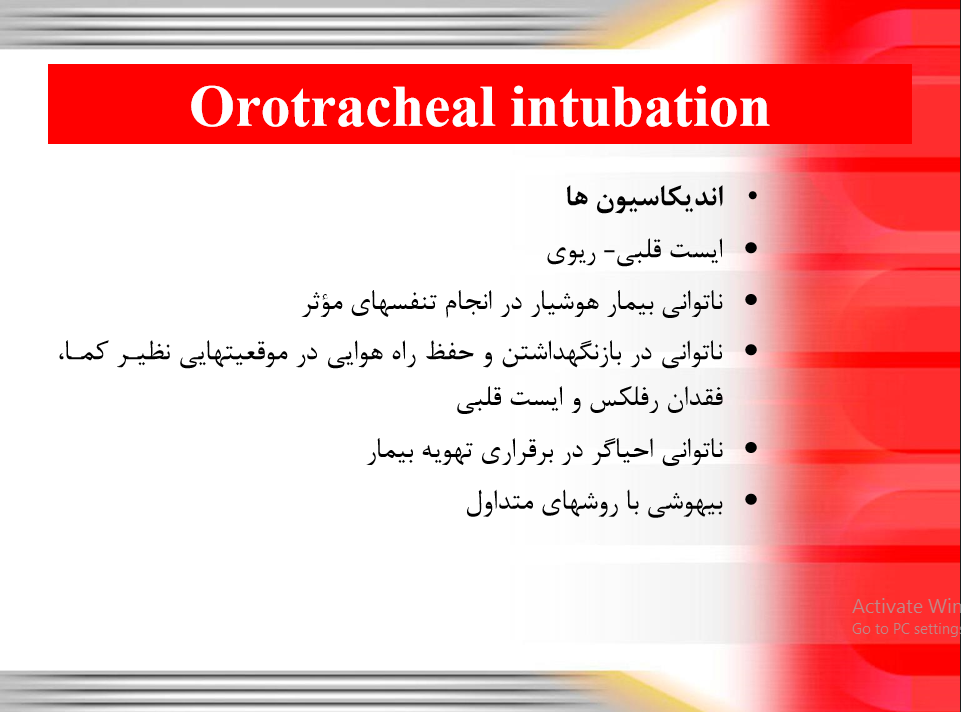 Orotracheal intubation
• اندیکاسیون ها
• ایست قلبی- ریوی
• ناتوانی بیمار هوشیار در انجام تنفسهای مؤثر
• ناتوانی در بازنگهداشتن و حفظ راه هوایی در موقعیتهایی نظیـر کمـا،
فقدان رفلکس و ایست قلبی
• ناتوانی احیاگر در برقراری تهویه بیمار
• بیهوشی با روشهای متداول
Activate Win
Go to PC settings